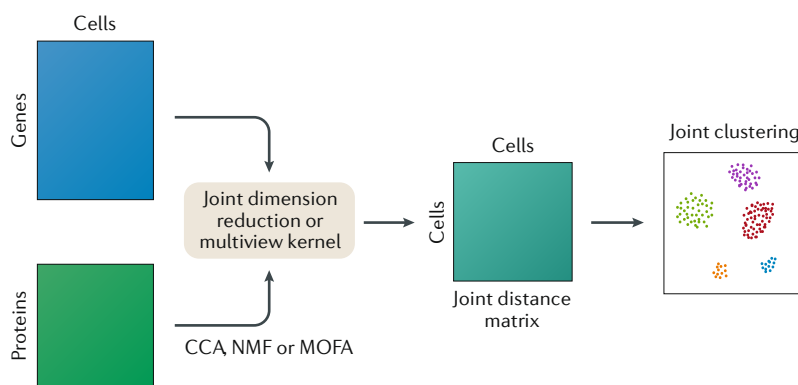 Cells
Genes
Joint dimension
reduction or
multiview kernel
Proteins
CCA, NMF or MOFA
Cells
Cells
Joint distance
matrix
Joint clustering